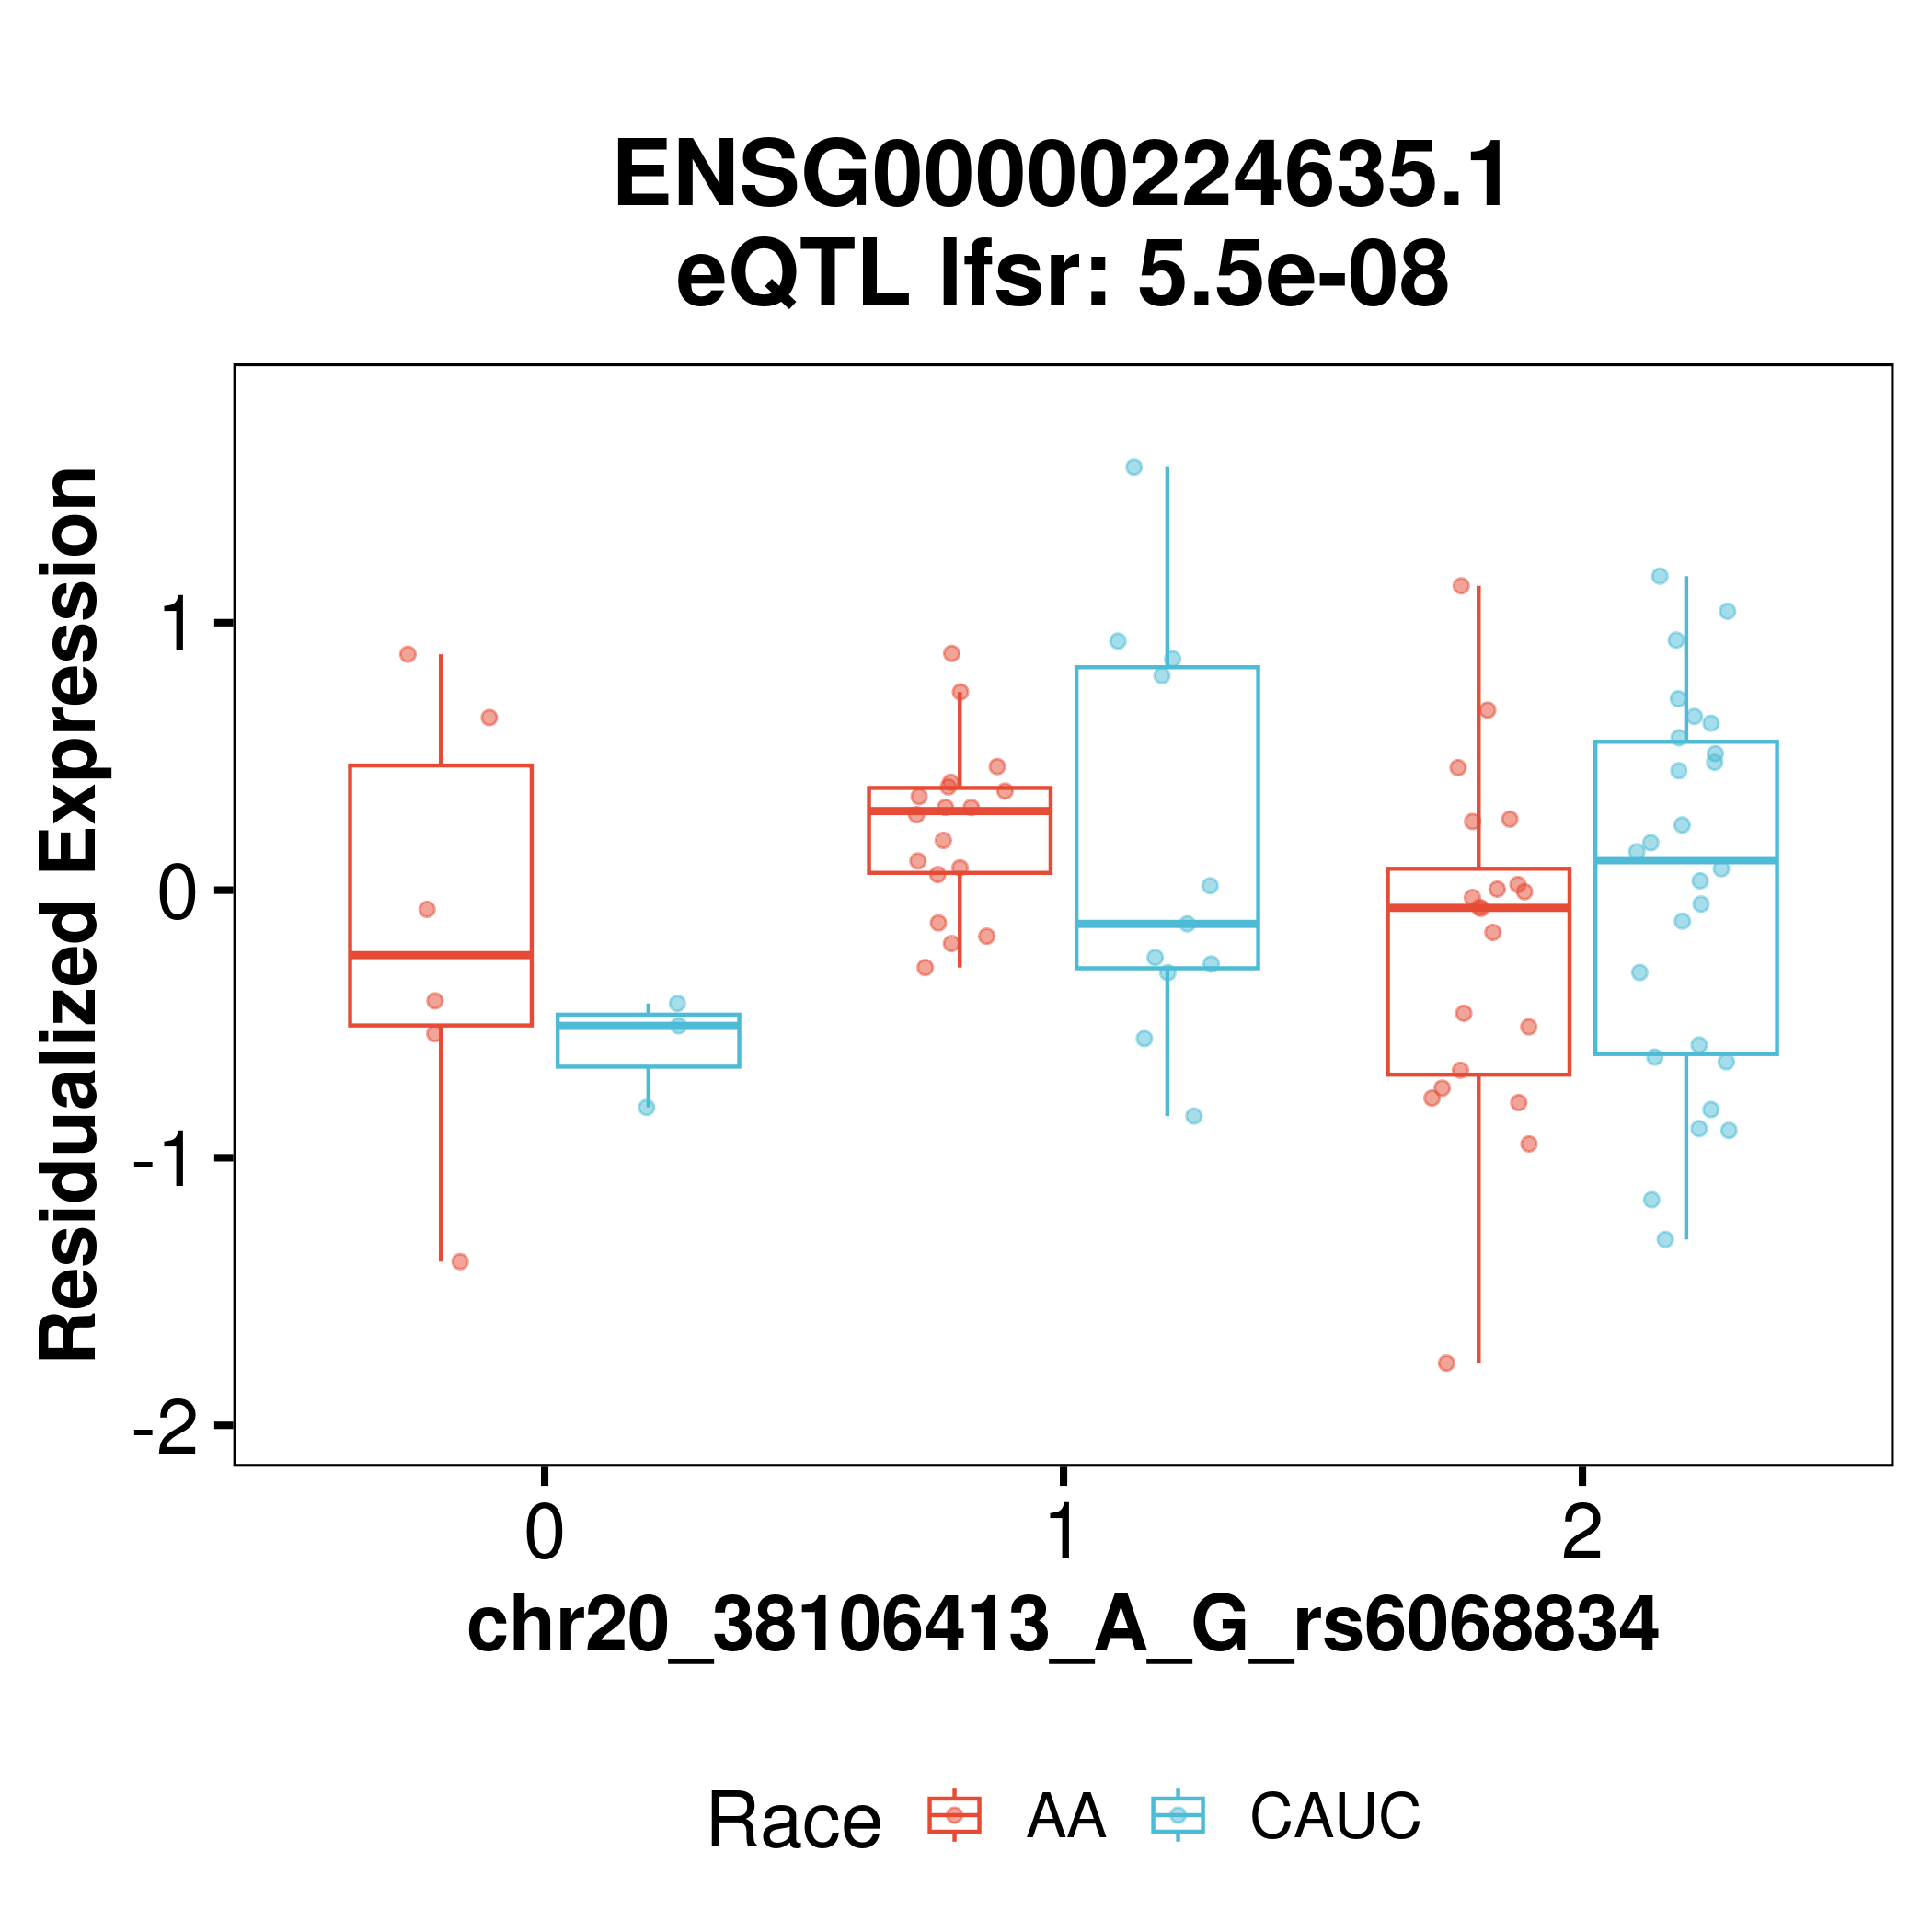 ENSG00000224635.1
eQTL lfsr: 5.5e-08
Residualized Expression
1
0
-1
-2
0 1 2
chr20_38106413_A_G_rs6068834
Race AA CAUC